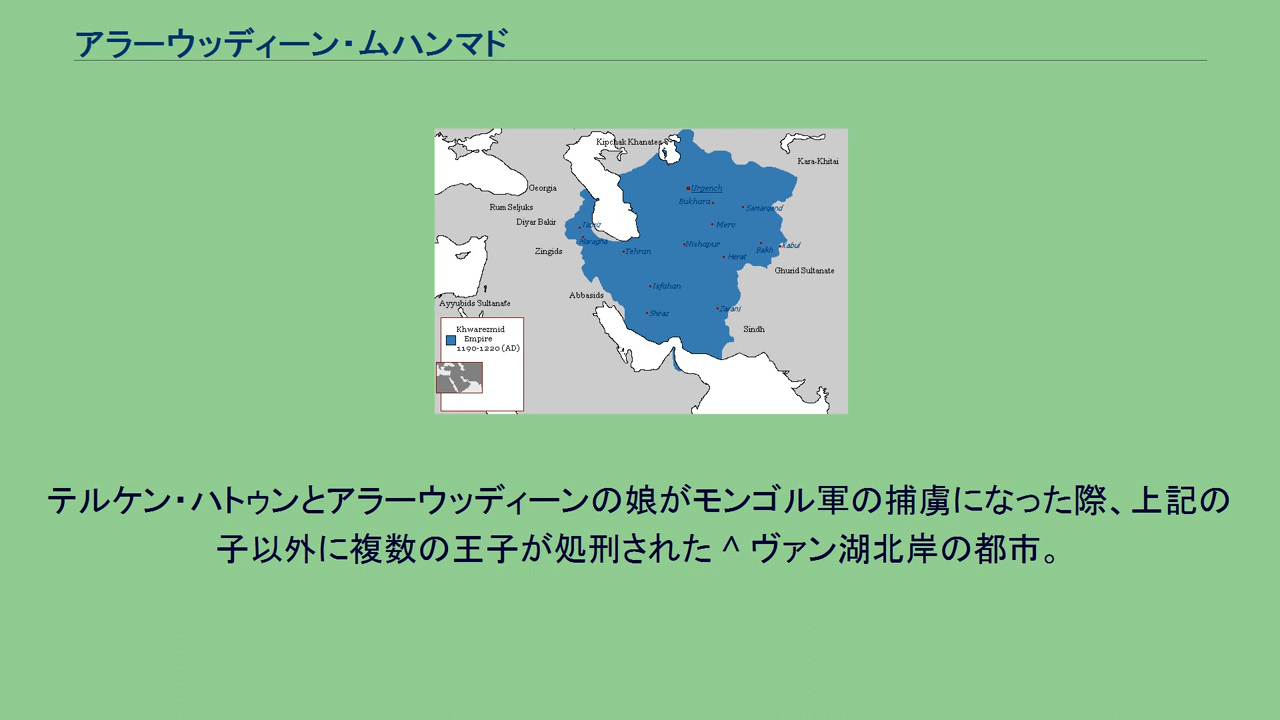 アラーウッディーン・ムハンマド
Kipchak Khanates
Kara-Khitai
Georgia
Urgench
Rum Seljuks
Bukhara
Samarqand
Diyar Bakir
Tabriz
Merv
Maragha
Nishapur
Kabul
Zingids
Tehran
Balkh
Herat
Ghurid Sultanate
Isfahan
Abbasids
Ayyubids Sultanate
Zaranj
Shiraz
Khwarezmid
Empire
1190-1220 (AD)
Sindh
テルケン・ハトゥンとアラーウッディーンの娘がモンゴル軍の捕虜になった際、上記の
子以外に複数の王子が処刑された ^ ヴァン湖北岸の都市。